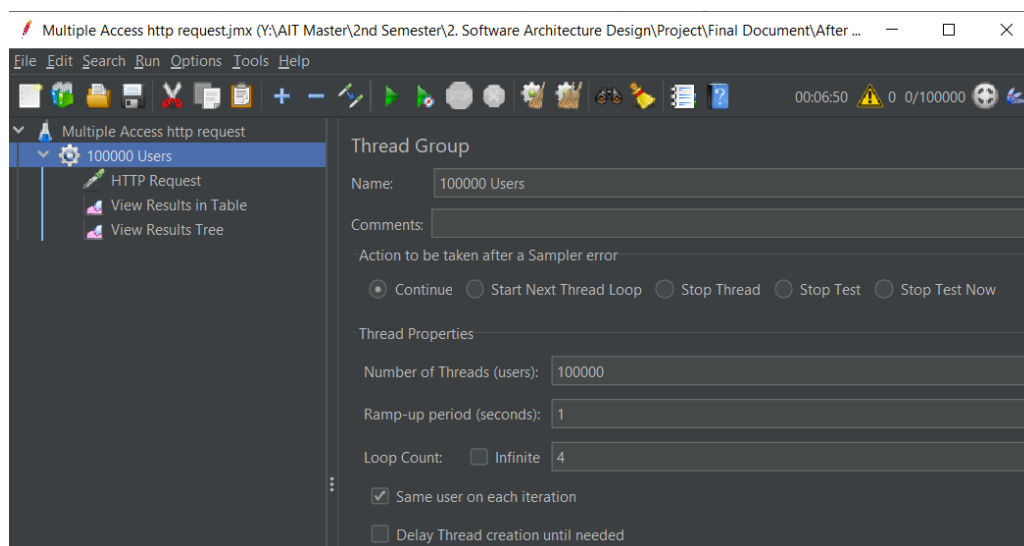 Multiple Access http request.jmx (Y:\AIT Master\2nd Semester\2. Software Architecture Design\Project\Final Document\After ...
File Edit Search Run Options Tools Help
STOP
00:06:50 0 0/100000
Multiple Access http request
100000 Users
HTTP Request
View Results in Table
View Results Tree
Thread Group
Name: 100000 Users
Comments:
Action to be taken after a Sampler error
Continue Start Next Thread Loop Stop Thread Stop Test Stop Test Now
Thread Properties
Number of Threads (users): 100000
Ramp-up period (seconds): 1
Loop Count: Infinite 4
Same user on each iteration
Delay Thread creation until needed